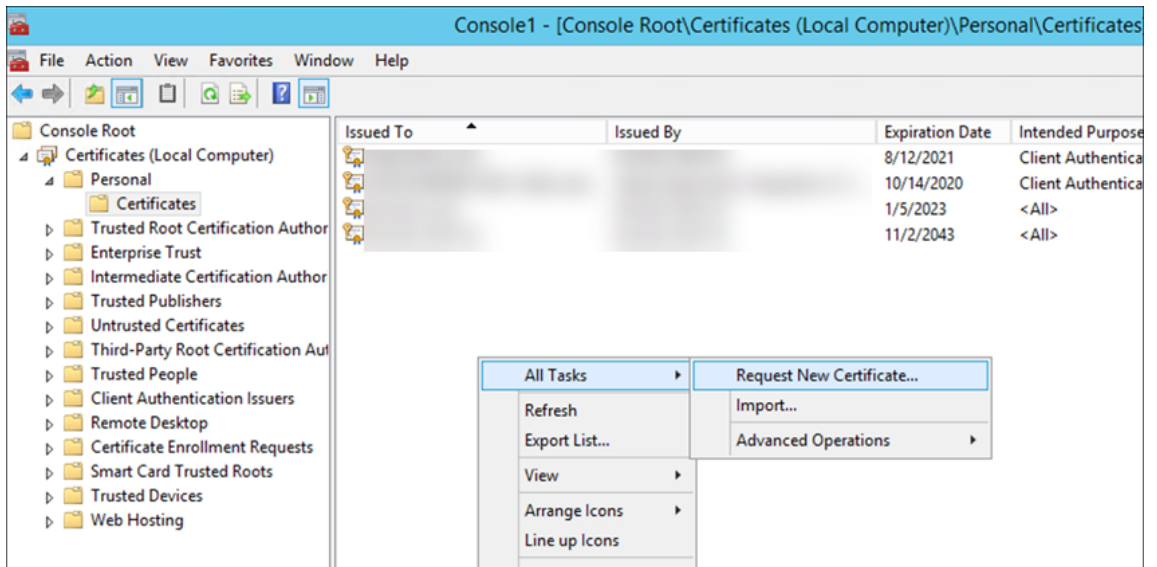 Console1 - [Console Root\Certificates (Local Computer)\Personal\Certificates]
File Action View Favorites Window Help
Console Root
Certificates (Local Computer)
Personal
Certificates
Trusted Root Certification Author
Enterprise Trust
Intermediate Certification Author
Trusted Publishers
Untrusted Certificates
Third-Party Root Certification Aut
Trusted People
Client Authentication Issuers
Remote Desktop
Certificate Enrollment Requests
Smart Card Trusted Roots
Trusted Devices
Web Hosting
Issued To Issued By Expiration Date Intended Purpose
8/12/2021 Client Authentica
10/14/2020 Client Authentica
1/5/2023 <All>
11/2/2043 <All>
All Tasks
Refresh
Export List...
View
Arrange Icons
Line up Icons
Request New Certificate...
Import...
Advanced Operations